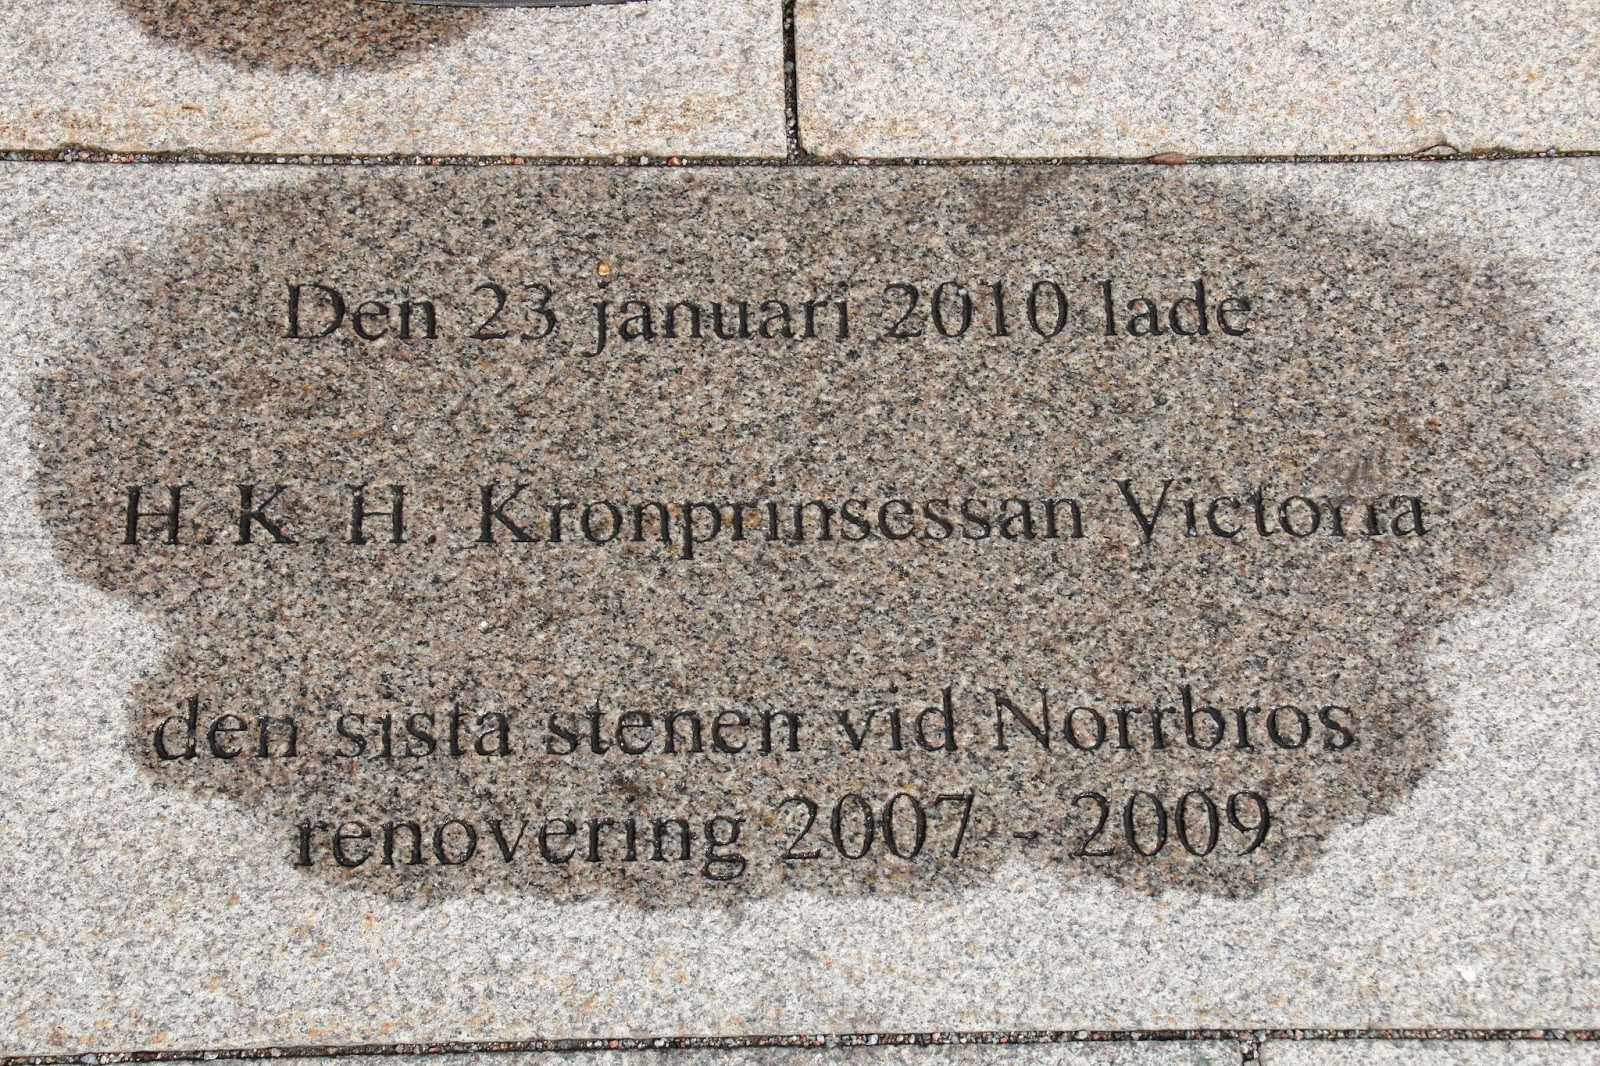 Den 23 januari 2010 lade
H.K.H. Kronprinsessan Victoria
den sista stenen vid Norrbros
renovering 2007 - 2009